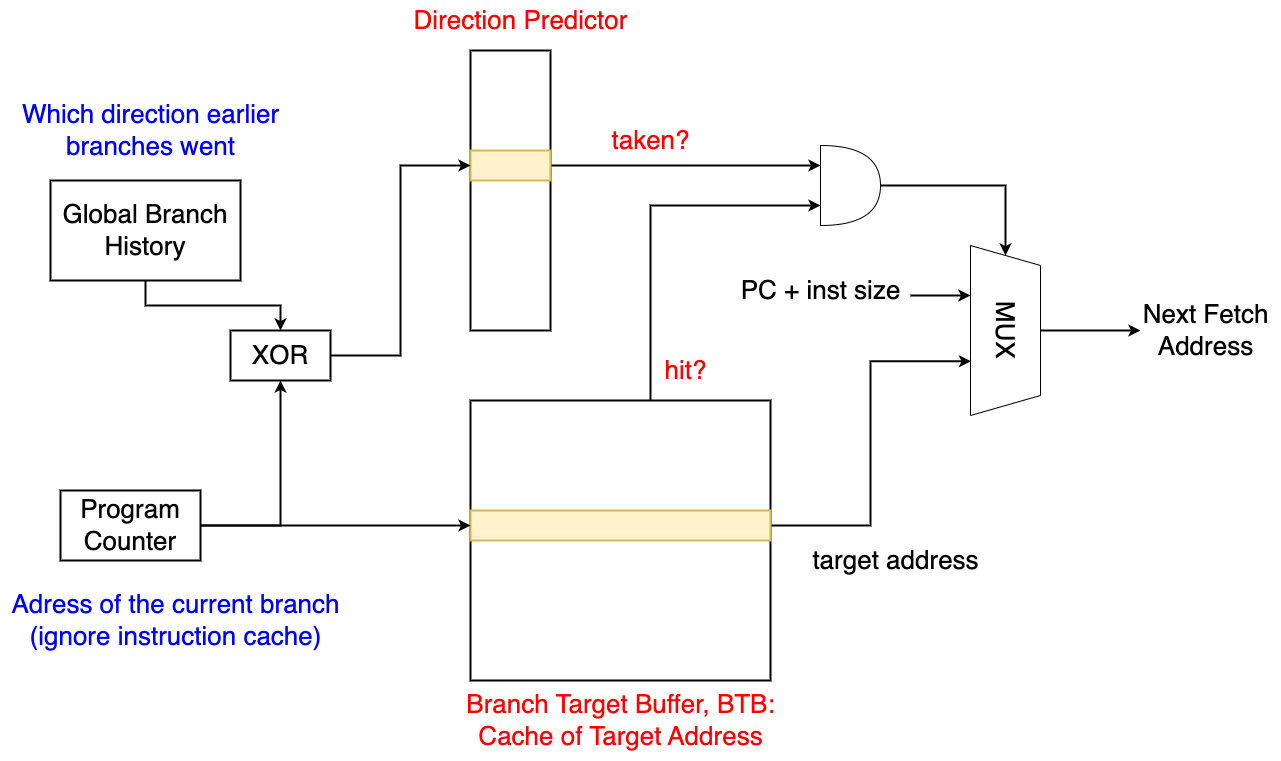 Direction Predictor
Which direction earlier
branches went
taken?
Global Branch
History
PC + inst size
MUX
Next Fetch
Address
XOR
hit?
Program
Counter
target address
Adress of the current branch
(ignore instruction cache)
Branch Target Buffer, BTB:
Cache of Target Address